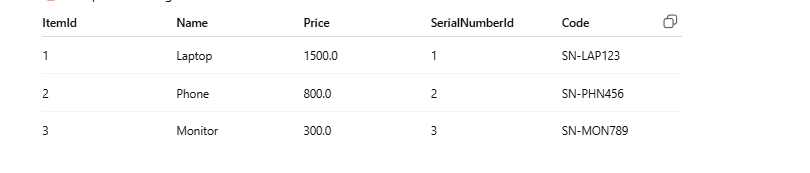 ItemId Name Price SerialNumberId Code
1 Laptop 1500.0 1 SN-LAP123
2 Phone 800.0 2 SN-PHN456
3 Monitor 300.0 3 SN-MON789